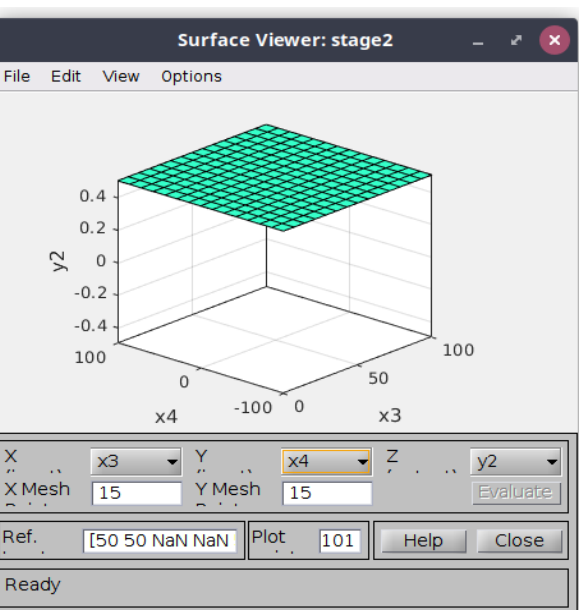 Surface Viewer: stage2
File Edit View Options
0.4
0.2
0
-0.2
-0.4
y2
100
0
-100
x4
0
50
100
x3
X x3 Y x4 Z y2
X Mesh 15 Y Mesh 15 Evaluate
Ref. [50 50 NaN NaN Plot 101 Help Close
Ready